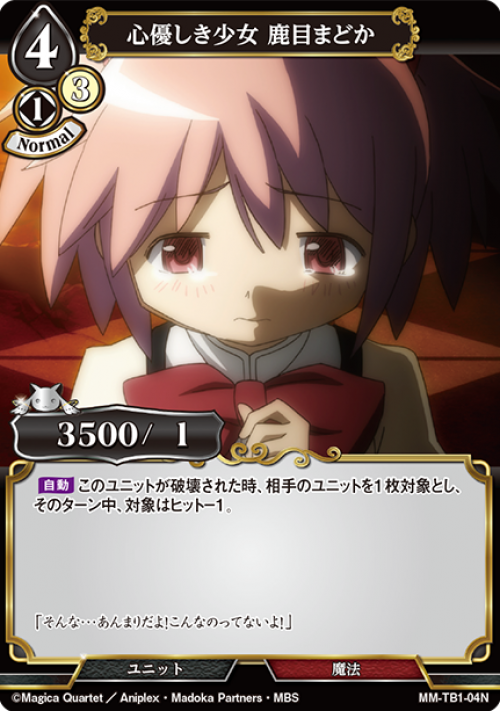 4
心優しき少女 鹿目まどか
1
3
Normal
3500/ 1
自動 このユニットが破壊された時、相手のユニットを1枚対象とし、
そのターン中、対象はヒットー1。
「そんな…あんまりだよ!こんなのってないよ!」
ユニット
魔法
©Magica Quartet／Aniplex・Madoka Partners・MBS
MM-TB1-04N